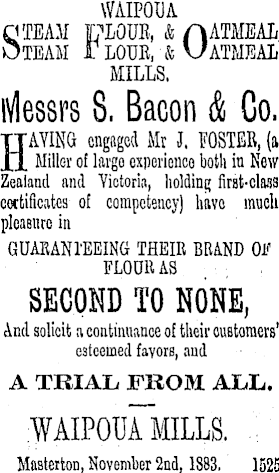 WAIPOUA
STEAM FLOUR, & OATMEAL
STEAM FLOUR, & OATMEAL
MILLS.
Messrs S. Bacon & Co.
HAVING engaged Mr J. FOSTER, (a
Miller of large experience both in New
Zealand and Victoria, holding first-class
certificates of competency) have much
pleasure in
GUARANTEEING THEIR BRAND OF
FLOUR AS
SECOND TO NONE,
And solicit a continuance of their customers'
esteemed favors, and
A TRIAL FROM ALL.
WAIPOUA MILLS.
Masterton, November 2nd, 1883. 1525